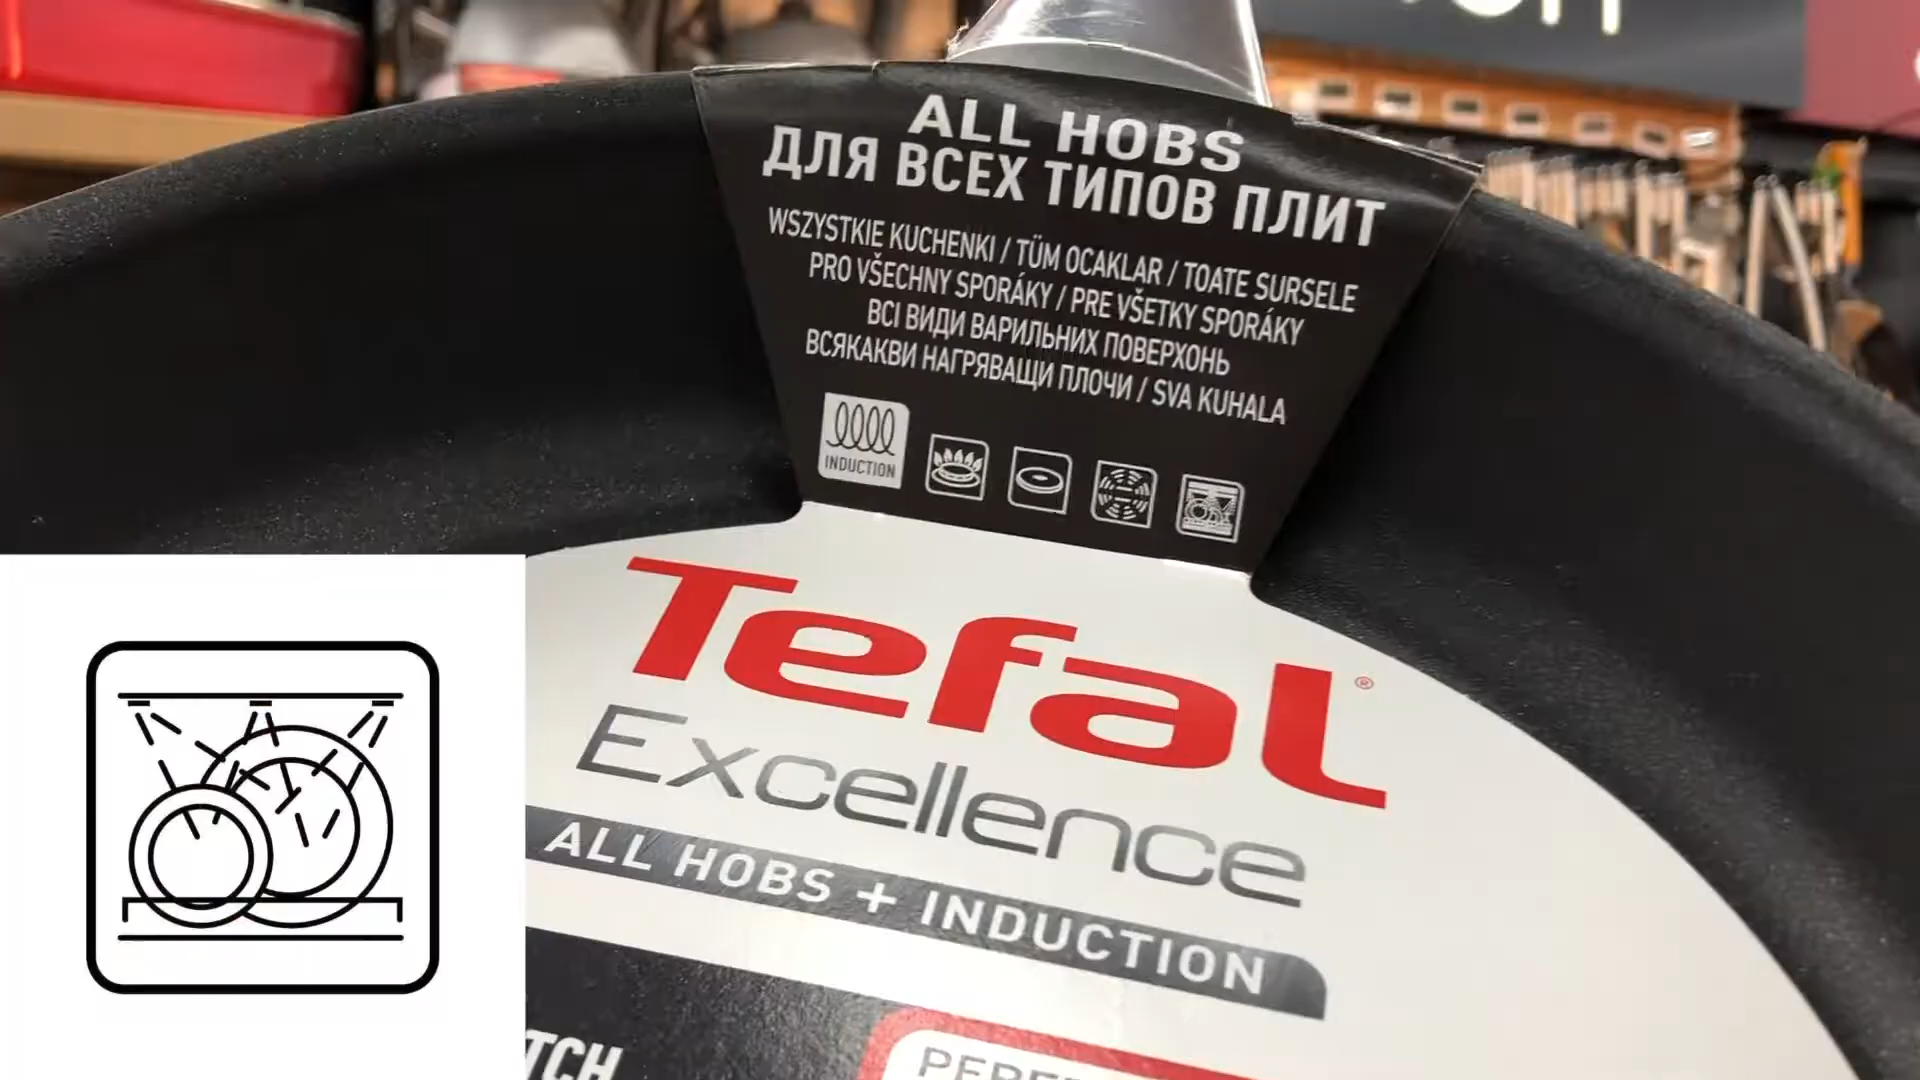 ALL HOBS
ДЛЯ ВСЕХ ТИПОВ ПЛИТ
WSZYSTKIE KUCHENKI / TÜM OCAKLAR / TOATE SURSELE
PRO VŠECHNY SPORÁKY / PRE VŠETKY SPORÁKY
ВСІ ВИДИ ВАРИЛЬНИХ ПОВЕРХОНЬ
ВСЯКАКВИ НАГРЯВАЩИ ПЛОЧИ / SVA KUHALA
INDUCTION
Tefal®
Excellence
ALL HOBS + INDUCTION